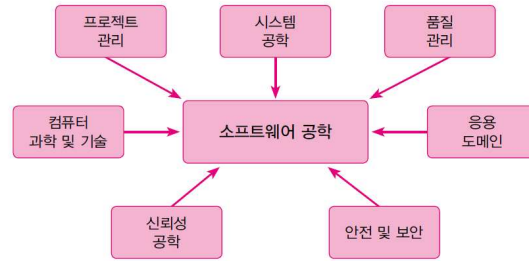 프로젝트
관리
시스템
공학
품질
관리
컴퓨터
과학 및 기술
소프트웨어 공학
응용
도메인
신뢰성
공학
안전 및 보안